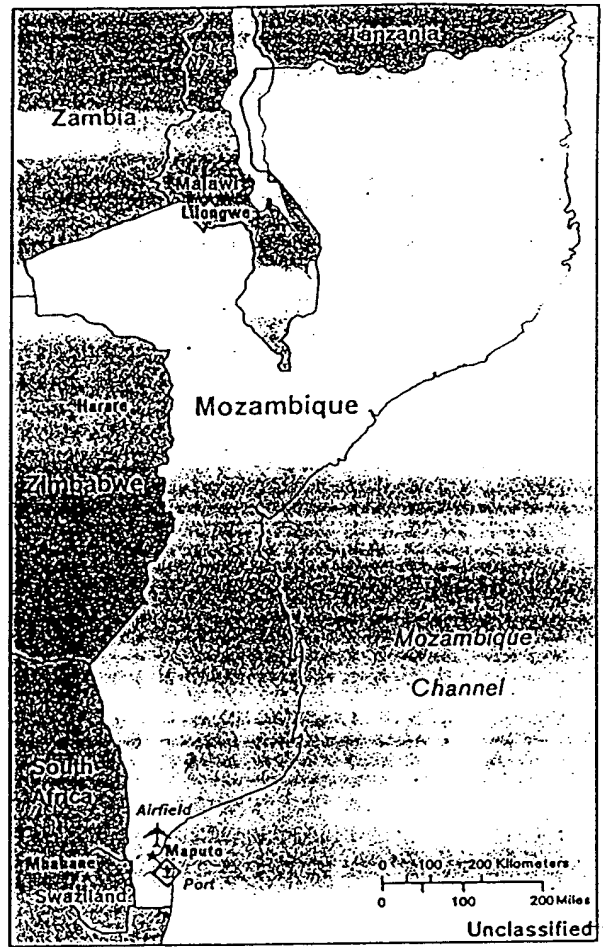 Tanzania
Zambia
Malawi
Lilongwe
Harare
Mozambique
Zimbabwe
Mozambique
Channel
South
Africa
Airfield
Maputo
Mbabane
Port
Swaziland
0 100 200 Kilometers
0 100 200 Miles
Unclassified